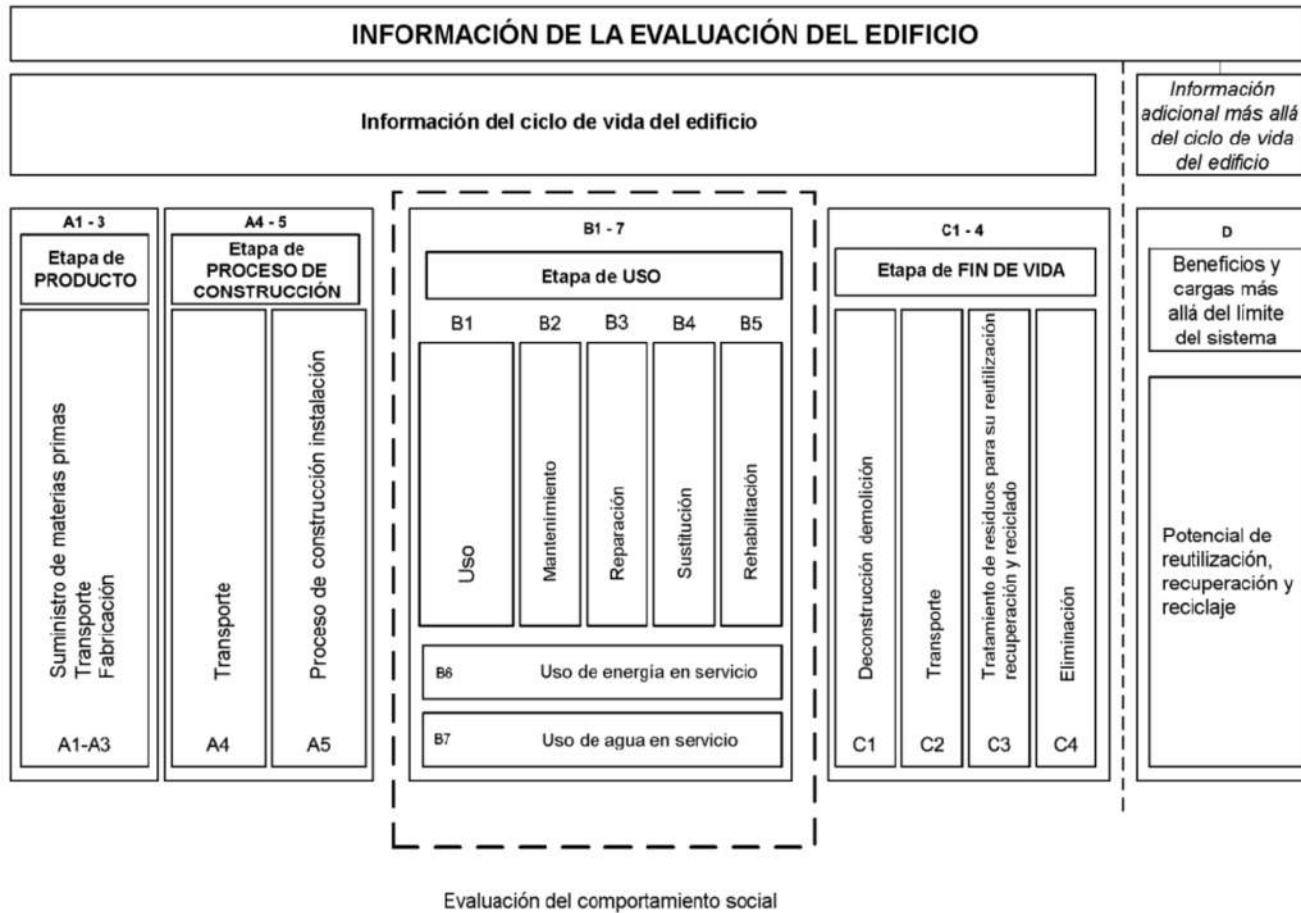 INFORMACIÓN DE LA EVALUACIÓN DEL EDIFICIO
Información del ciclo de vida del edificio
Información
adicional más allá
del ciclo de vida
del edificio
A1 - 3
Etapa de
PRODUCTO
Suministro de materias primas
Transporte
Fabricación
A1-A3
A4 - 5
Etapa de
PROCESO DE
CONSTRUCCIÓN
Transporte
A4
Proceso de construcción instalación
A5
B1 - 7
Etapa de USO
B1
Uso
B2
Mantenimiento
B3
Reparación
B4
Sustitución
B5
Rehabilitación
B6
Uso de energía en servicio
B7
Uso de agua en servicio
C1 - 4
Etapa de FIN DE VIDA
Deconstrucción demolición
C1
Transporte
C2
Tratamiento de residuos para su reutilización
recuperación y reciclado
C3
Eliminación
C4
D
Beneficios y
cargas más
allá del límite
del sistema
Potencial de
reutilización,
recuperación y
reciclaje
Evaluación del comportamiento social